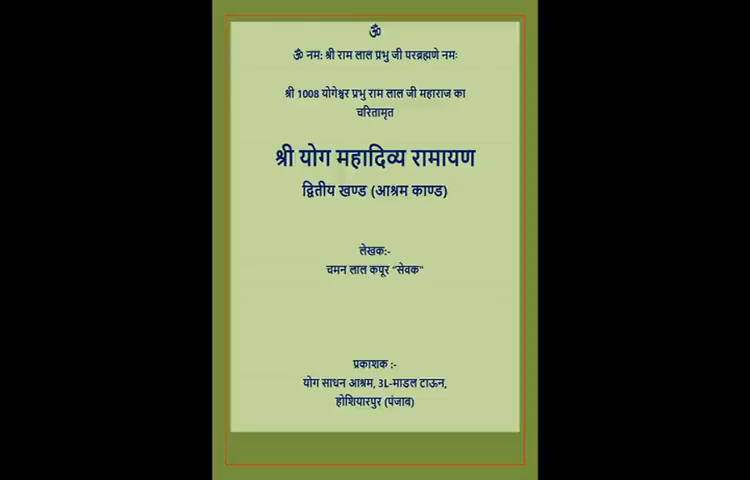 ॐ
ॐ नमः श्री राम लाल प्रभु जी परब्रह्मणे नमः
श्री 1008 योगेश्वर प्रभु राम लाल जी महाराज का
चरितामृत
श्री योग महादिव्य रामायण
द्वितीय खण्ड (आश्रम काण्ड)
लेखक:-
चमन लाल कपूर "सेवक"
प्रकाशक :-
योग साधन आश्रम, 3L-माडल टाऊन,
होशियारपुर (पंजाब)